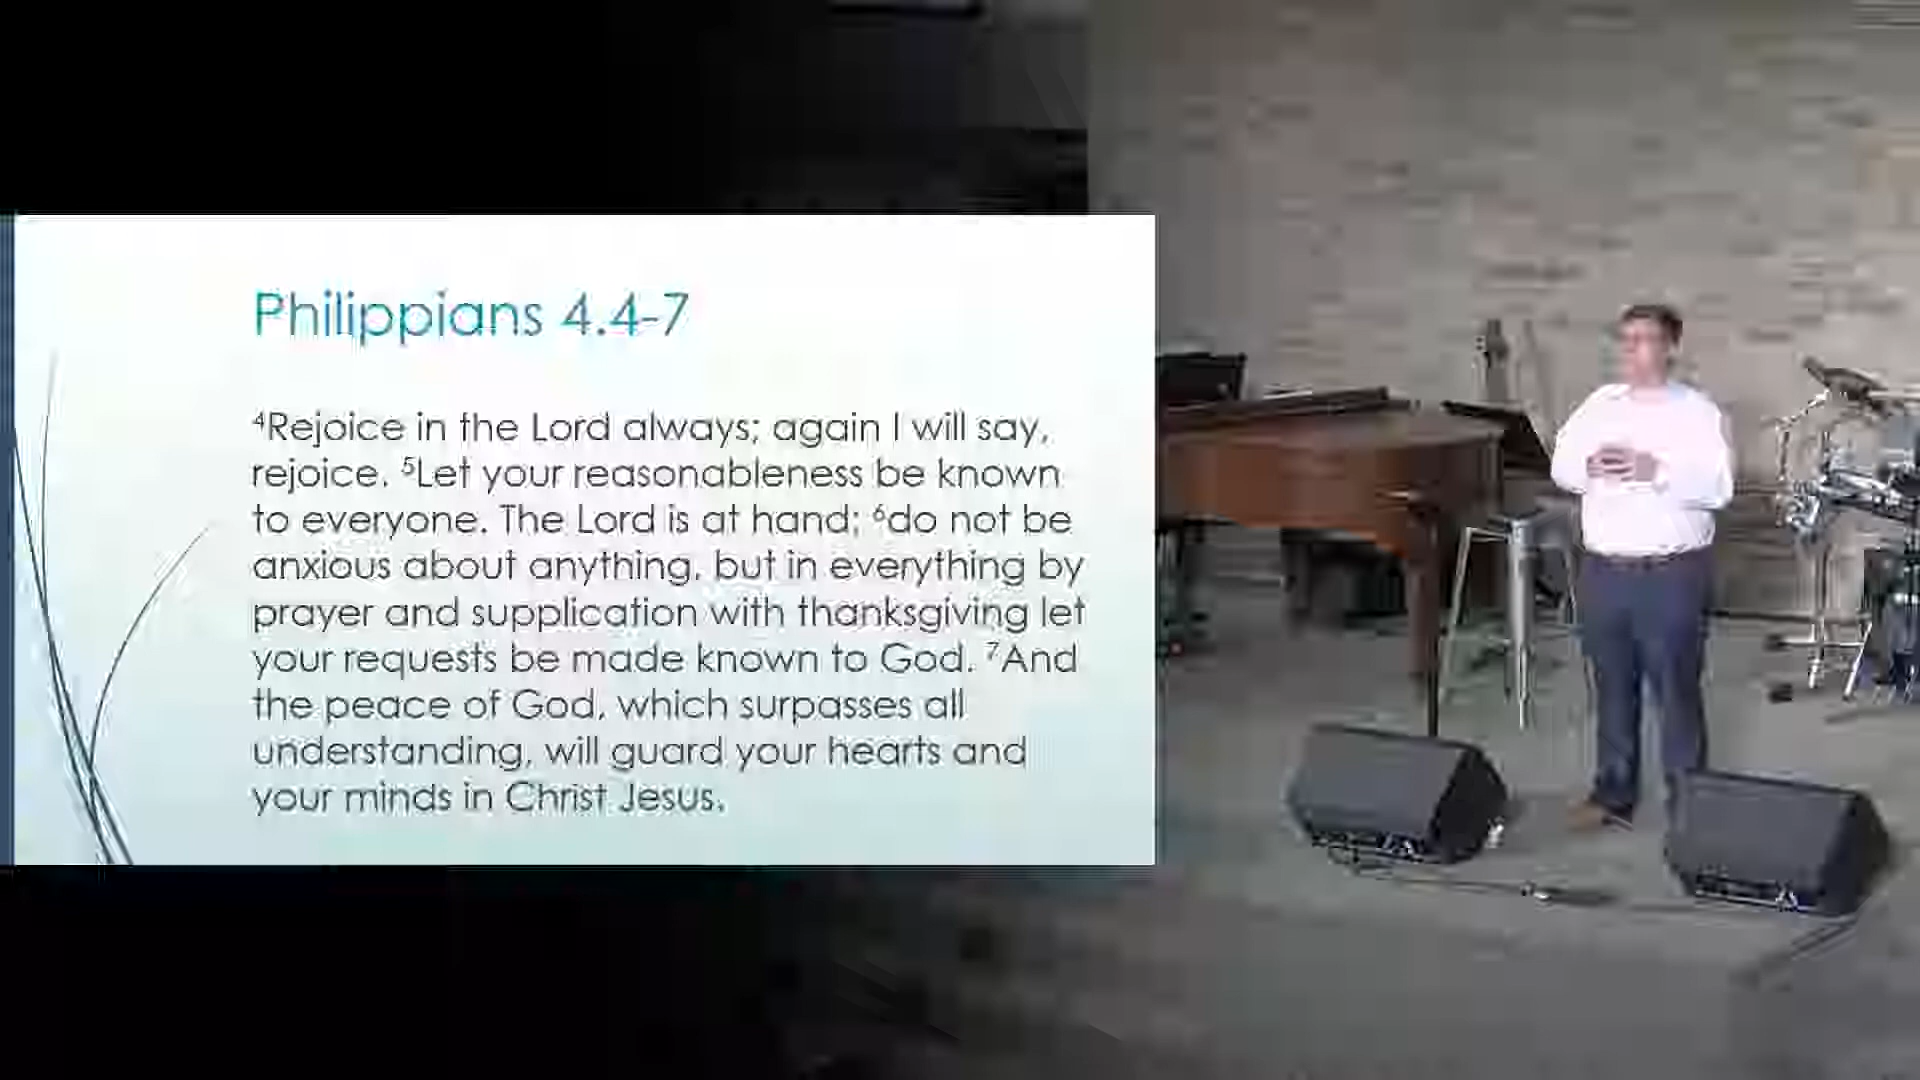 Philippians 4.4-7
⁴Rejoice in the Lord always; again I will say,
rejoice. ⁵Let your reasonableness be known
to everyone. The Lord is at hand; ⁶do not be
anxious about anything, but in everything by
prayer and supplication with thanksgiving let
your requests be made known to God. ⁷And
the peace of God, which surpasses all
understanding, will guard your hearts and
your minds in Christ Jesus.